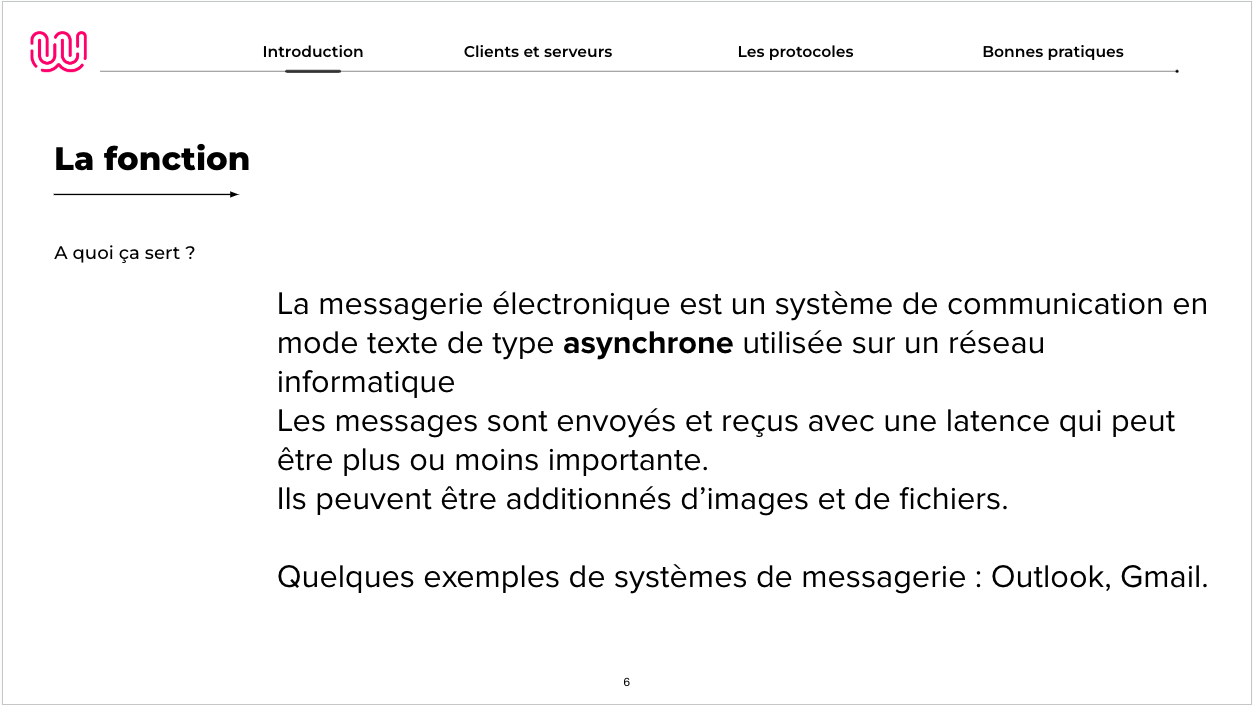 Introduction
Clients et serveurs
Les protocoles
Bonnes pratiques
La fonction
A quoi ça sert ?
La messagerie électronique est un système de communication en
mode texte de type asynchrone utilisée sur un réseau
informatique
Les messages sont envoyés et reçus avec une latence qui peut
être plus ou moins importante.
Ils peuvent être additionnés d’images et de fichiers.
Quelques exemples de systèmes de messagerie : Outlook, Gmail.
6